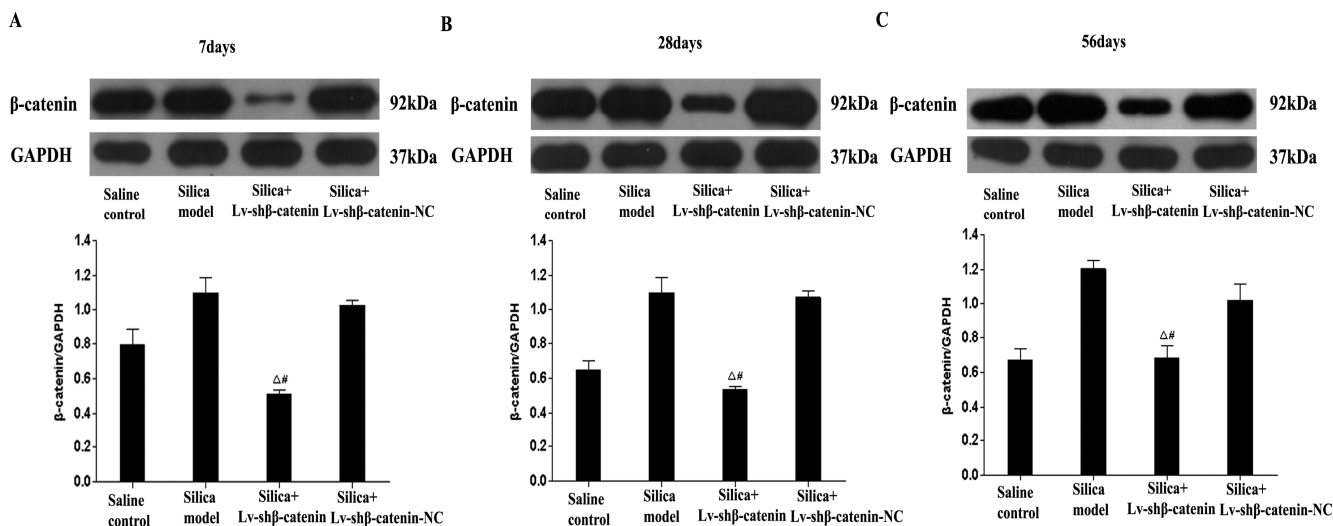 A
7days
β-catenin
92kDa
GAPDH
37kDa
Saline
control
Silica
model
Silica+
Lv-shβ-catenin
Silica+
Lv-shβ-catenin-NC
β-catenin/GAPDH
1.4
1.2
1.0
0.8
0.6
0.4
0.2
0.0
△#
Saline
control
Silica
model
Silica+
Lv-shβ-catenin
Silica+
Lv-shβ-catenin-NC
B
28days
β-catenin
92kDa
GAPDH
37kDa
Saline
control
Silica
model
Silica+
Lv-shβ-catenin
Silica+
Lv-shβ-catenin-NC
β-catenin/GAPDH
1.4
1.2
1.0
0.8
0.6
0.4
0.2
0.0
△#
Saline
control
Silica
model
Silica+
Lv-shβ-catenin
Silica+
Lv-shβ-catenin-NC
C
56days
β-catenin
92kDa
GAPDH
37kDa
Saline
control
Silica
model
Silica+
Lv-shβ-catenin
Silica+
Lv-shβ-catenin-NC
β-catenin/GAPDH
1.4
1.2
1.0
0.8
0.6
0.4
0.2
0.0
△#
Saline
control
Silica
model
Silica+
Lv-shβ-catenin
Silica+
Lv-shβ-catenin-NC